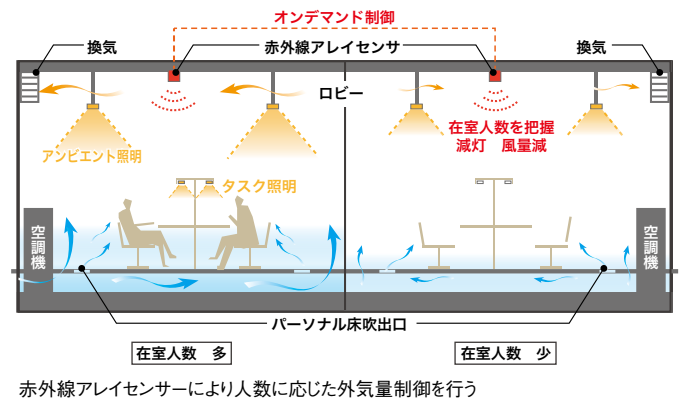 オンデマンド制御
換気
赤外線アレイセンサ
換気
ロビー
在室人数を把握
減灯　風量減
アンビエント照明
タスク照明
空調機
空調機
パーソナル床吹出口
在室人数　多
在室人数　少
赤外線アレイセンサーにより人数に応じた外気量制御を行う